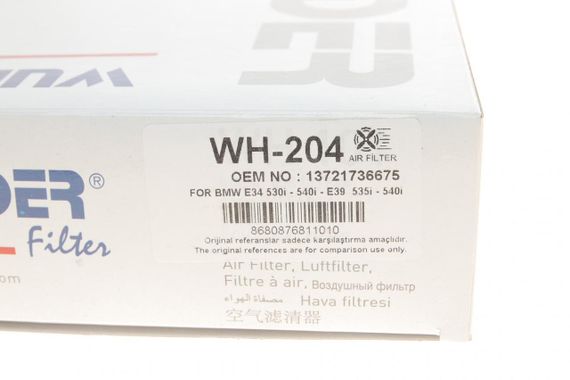 WH-204
AIR FILTER
OEM NO : 13721736675
FOR BMW E34 530i - 540i - E39 535i - 540i
8680876811010
Orijinal referanslar sadece karşılaştırma amaçlıdır.
The original references are for comparison use only.
DER®
Filter
com
Air Filter, Luftfilter,
Filtre à air, Воздушный фильтр
مصفاة الهواء Hava filtresi
空气滤清器